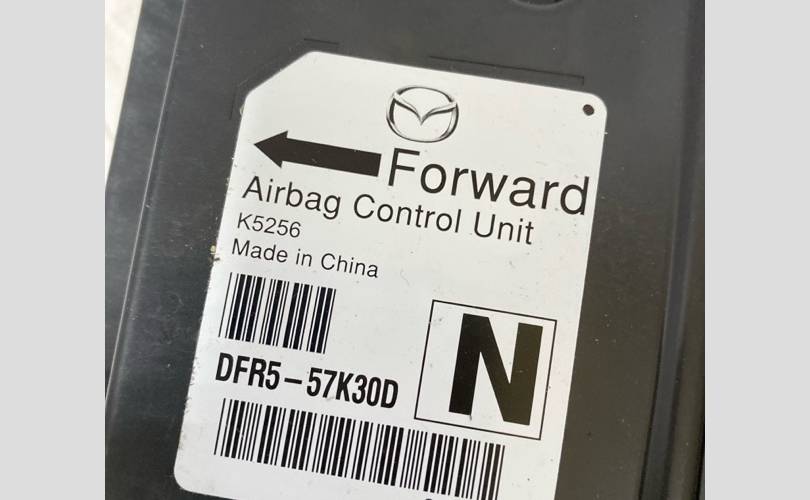 Forward
Airbag Control Unit
K5256
Made in China
DFR5-57K30D
N